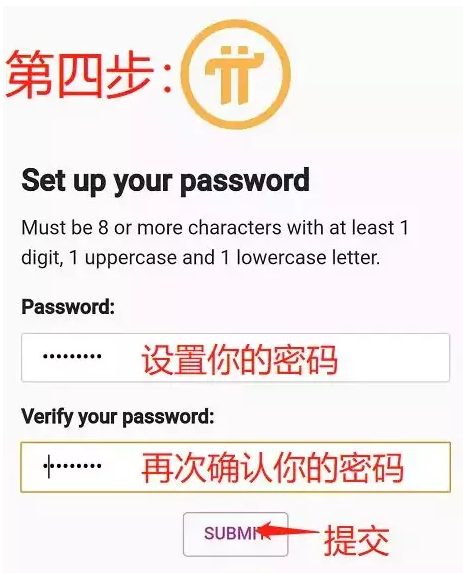 第四步：
Set up your password
Must be 8 or more characters with at least 1
digit, 1 uppercase and 1 lowercase letter.
Password:
••••••••• 设置你的密码
Verify your password:
••••••••• 再次确认你的密码
SUBMIT 提交